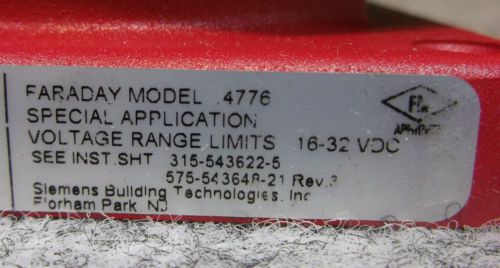 FARADAY MODEL 4776
SPECIAL APPLICATION
VOLTAGE RANGE LIMITS 16-32 VDC
SEE INST.SHT 315-543622-5
575-543648-21 Rev.3
Siemens Building Technologies, Inc
Florham Park, NJ
APPROVED